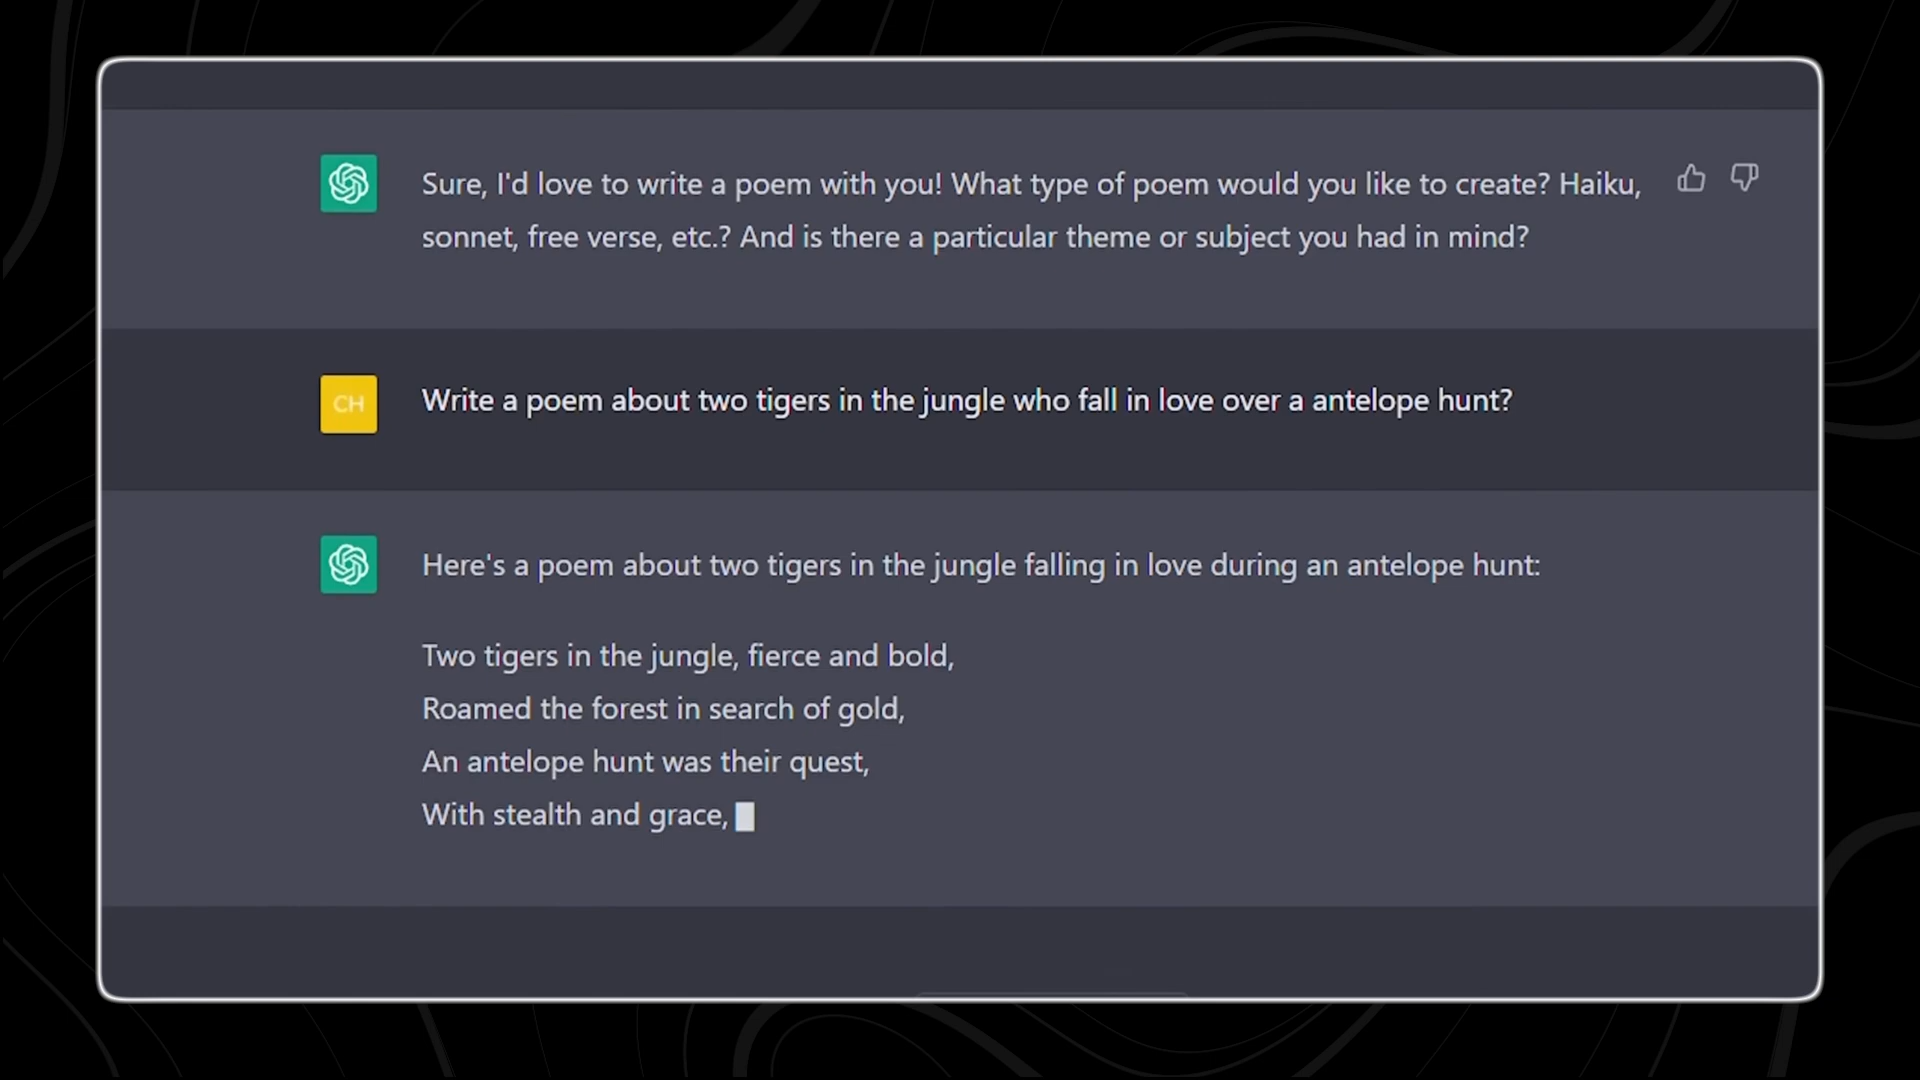 Sure, I'd love to write a poem with you! What type of poem would you like to create? Haiku,
sonnet, free verse, etc.? And is there a particular theme or subject you had in mind?
CH
Write a poem about two tigers in the jungle who fall in love over a antelope hunt?
Here's a poem about two tigers in the jungle falling in love during an antelope hunt:
Two tigers in the jungle, fierce and bold,
Roamed the forest in search of gold,
An antelope hunt was their quest,
With stealth and grace,